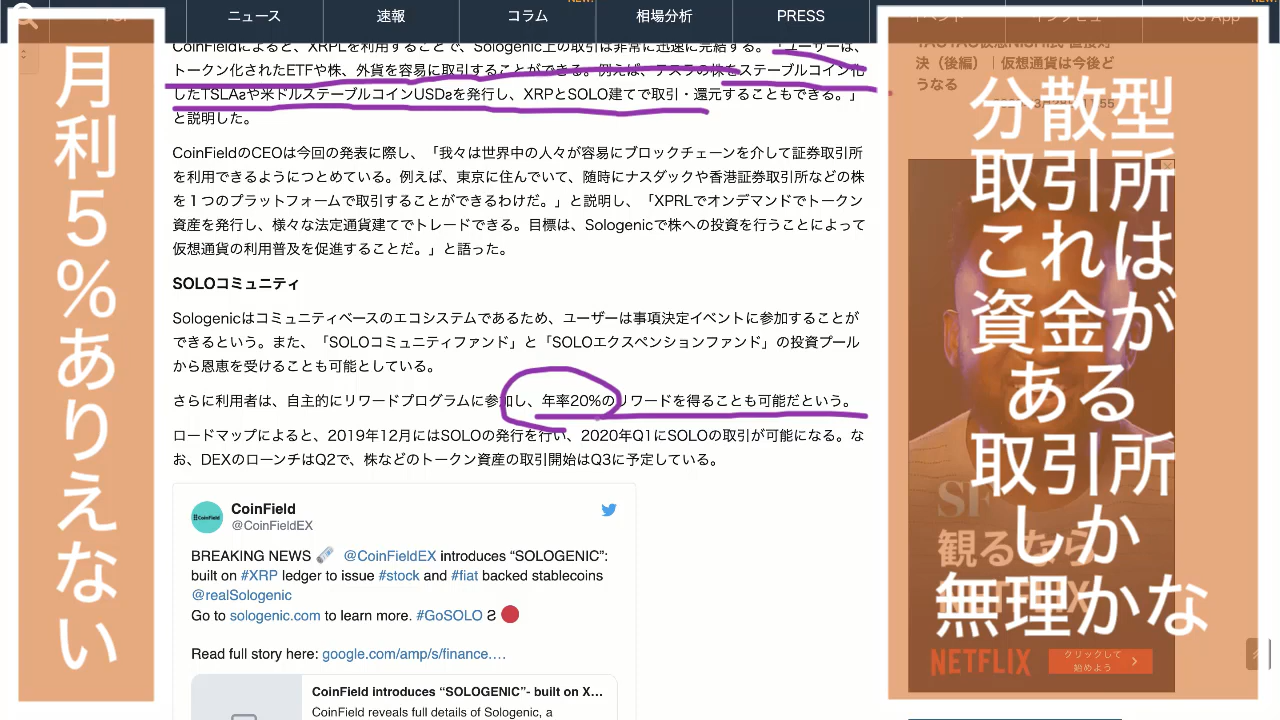 ニュース
速報
コラム
相場分析
PRESS
iOS App
月利5%ありえない
CoinFieldによると、XRPLを利用することで、Sologenic上の取引は非常に迅速に完結する。「ユーザーは、
トークン化されたETFや株、外貨を容易に取引することができる。例えば、テスラの株をステーブルコイン化
したTSLAaや米ドルステーブルコインUSDaを発行し、XRPとSOLO建てで取引・還元することもできる。」
と説明した。
CoinFieldのCEOは今回の発表に際し、「我々は世界中の人々が容易にブロックチェーンを介して証券取引所
を利用できるようにつとめている。例えば、東京に住んでいて、随時にナスダックや香港証券取引所などの株
を１つのプラットフォームで取引することができるわけだ。」と説明し、「XPRLでオンデマンドでトークン
資産を発行し、様々な法定通貨建てでトレードできる。目標は、Sologenicで株への投資を行うことによって
仮想通貨の利用普及を促進することだ。」と語った。
SOLOコミュニティ
Sologenicはコミュニティベースのエコシステムであるため、ユーザーは事項決定イベントに参加することが
できるという。また、「SOLOコミュニティファンド」と「SOLOエクスペンションファンド」の投資プール
から恩恵を受けることも可能としている。
さらに利用者は、自主的にリワードプログラムに参加し、年率20%のリワードを得ることも可能だという。
ロードマップによると、2019年12月にはSOLOの発行を行い、2020年Q1にSOLOの取引が可能になる。な
お、DEXのローンチはQ2で、株などのトークン資産の取引開始はQ3に予定している。
CoinField
@CoinFieldEX
BREAKING NEWS 🗞 @CoinFieldEX introduces “SOLOGENIC”:
built on #XRP ledger to issue #stock and #fiat backed stablecoins
@realSologenic
Go to sologenic.com to learn more. #GoSOLO Ƨ 🔴
Read full story here: google.com/amp/s/finance.…
CoinField introduces “SOLOGENIC”- built on X...
CoinField reveals full details of Sologenic, a
決（後編）｜仮想通貨は今後ど
うなる
分散型
取引所
これは
資金が
ある
取引所
しか
無理かな
観るなら
NETFLIX
NETFLIX
クリックして
始めよう